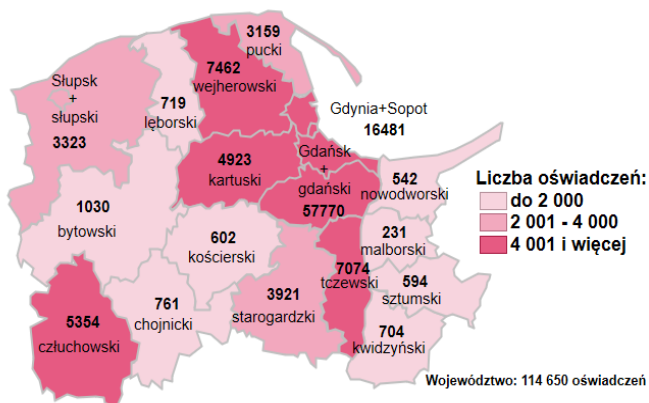 3159
pucki
7462
wejherowski
Słupsk
+
słupski
3323
719
lęborski
Gdynia+Sopot
16481
4923
kartuski
Gdańsk
+
gdański
57770
542
nowodworski
Liczba oświadczeń:
do 2 000
2 001 - 4 000
4 001 i więcej
1030
bytowski
602
kościerski
231
malborski
7074
tczewski
594
sztumski
3921
starogardzki
761
chojnicki
5354
człuchowski
704
kwidzyński
Województwo: 114 650 oświadczeń